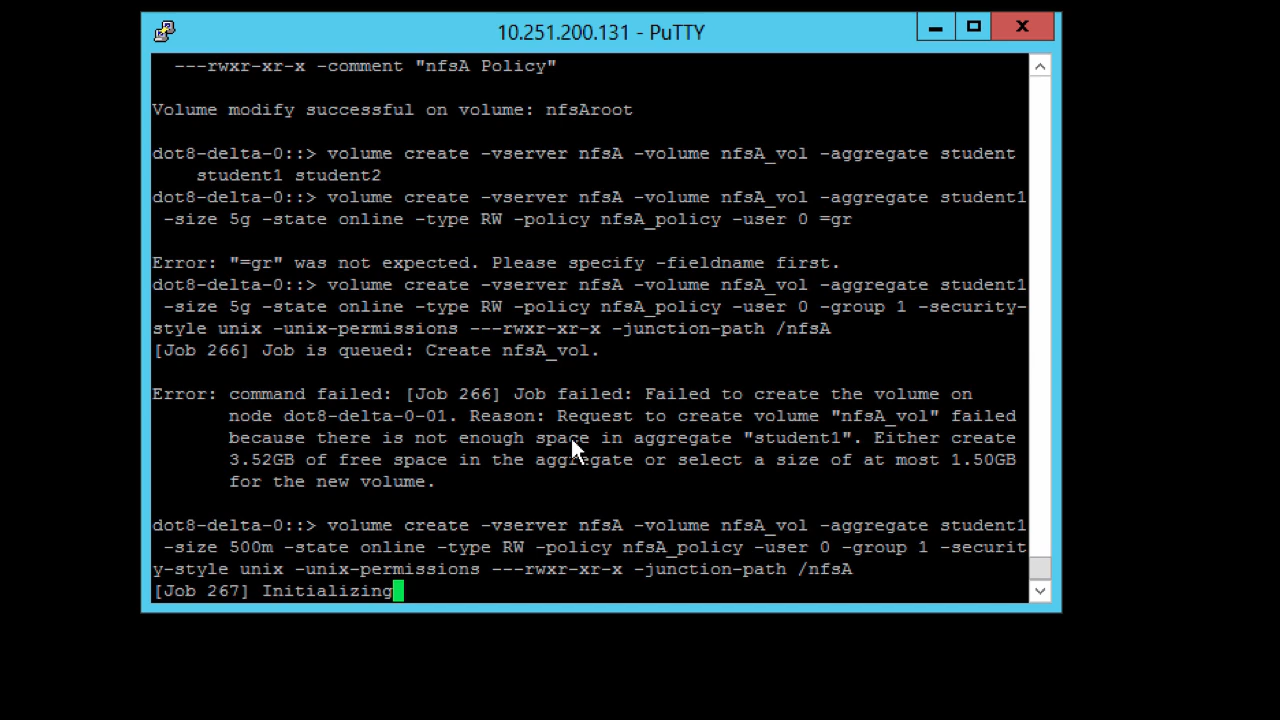 10.251.200.131 - PuTTY
---rwxr-xr-x -comment "nfsA Policy"
Volume modify successful on volume: nfsAroot
dot8-delta-0::> volume create -vserver nfsA -volume nfsA_vol -aggregate student
student1 student2
dot8-delta-0::> volume create -vserver nfsA -volume nfsA_vol -aggregate student1
-size 5g -state online -type RW -policy nfsA_policy -user 0 =gr
Error: "=gr" was not expected. Please specify -fieldname first.
dot8-delta-0::> volume create -vserver nfsA -volume nfsA_vol -aggregate student1
-size 5g -state online -type RW -policy nfsA_policy -user 0 -group 1 -security-
style unix -unix-permissions ---rwxr-xr-x -junction-path /nfsA
[Job 266] Job is queued: Create nfsA_vol.
Error: command failed: [Job 266] Job failed: Failed to create the volume on
node dot8-delta-0-01. Reason: Request to create volume "nfsA_vol" failed
because there is not enough space in aggregate "student1". Either create
3.52GB of free space in the aggregate or select a size of at most 1.50GB
for the new volume.
dot8-delta-0::> volume create -vserver nfsA -volume nfsA_vol -aggregate student1
-size 500m -state online -type RW -policy nfsA_policy -user 0 -group 1 -securit
y-style unix -unix-permissions ---rwxr-xr-x -junction-path /nfsA
[Job 267] Initializing